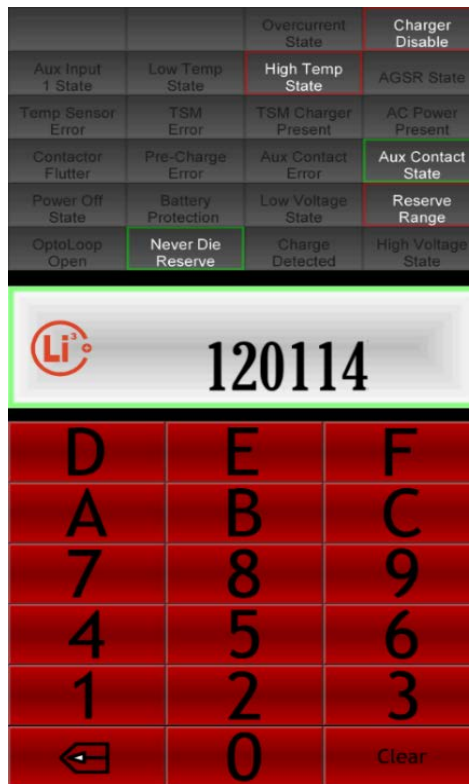 Overcurrent State
Charger Disable
Aux Input 1 State
Low Temp State
High Temp State
AGSR State
Temp Sensor Error
TSM Error
TSM Charger Present
AC Power Present
Contactor Flutter
Pre-Charge Error
Aux Contact Error
Aux Contact State
Power Off State
Battery Protection
Low Voltage State
Reserve Range
OptoLoop Open
Never Die Reserve
Charge Detected
High Voltage State
Li³
120114
D E F
A B C
7 8 9
4 5 6
1 2 3
0 Clear